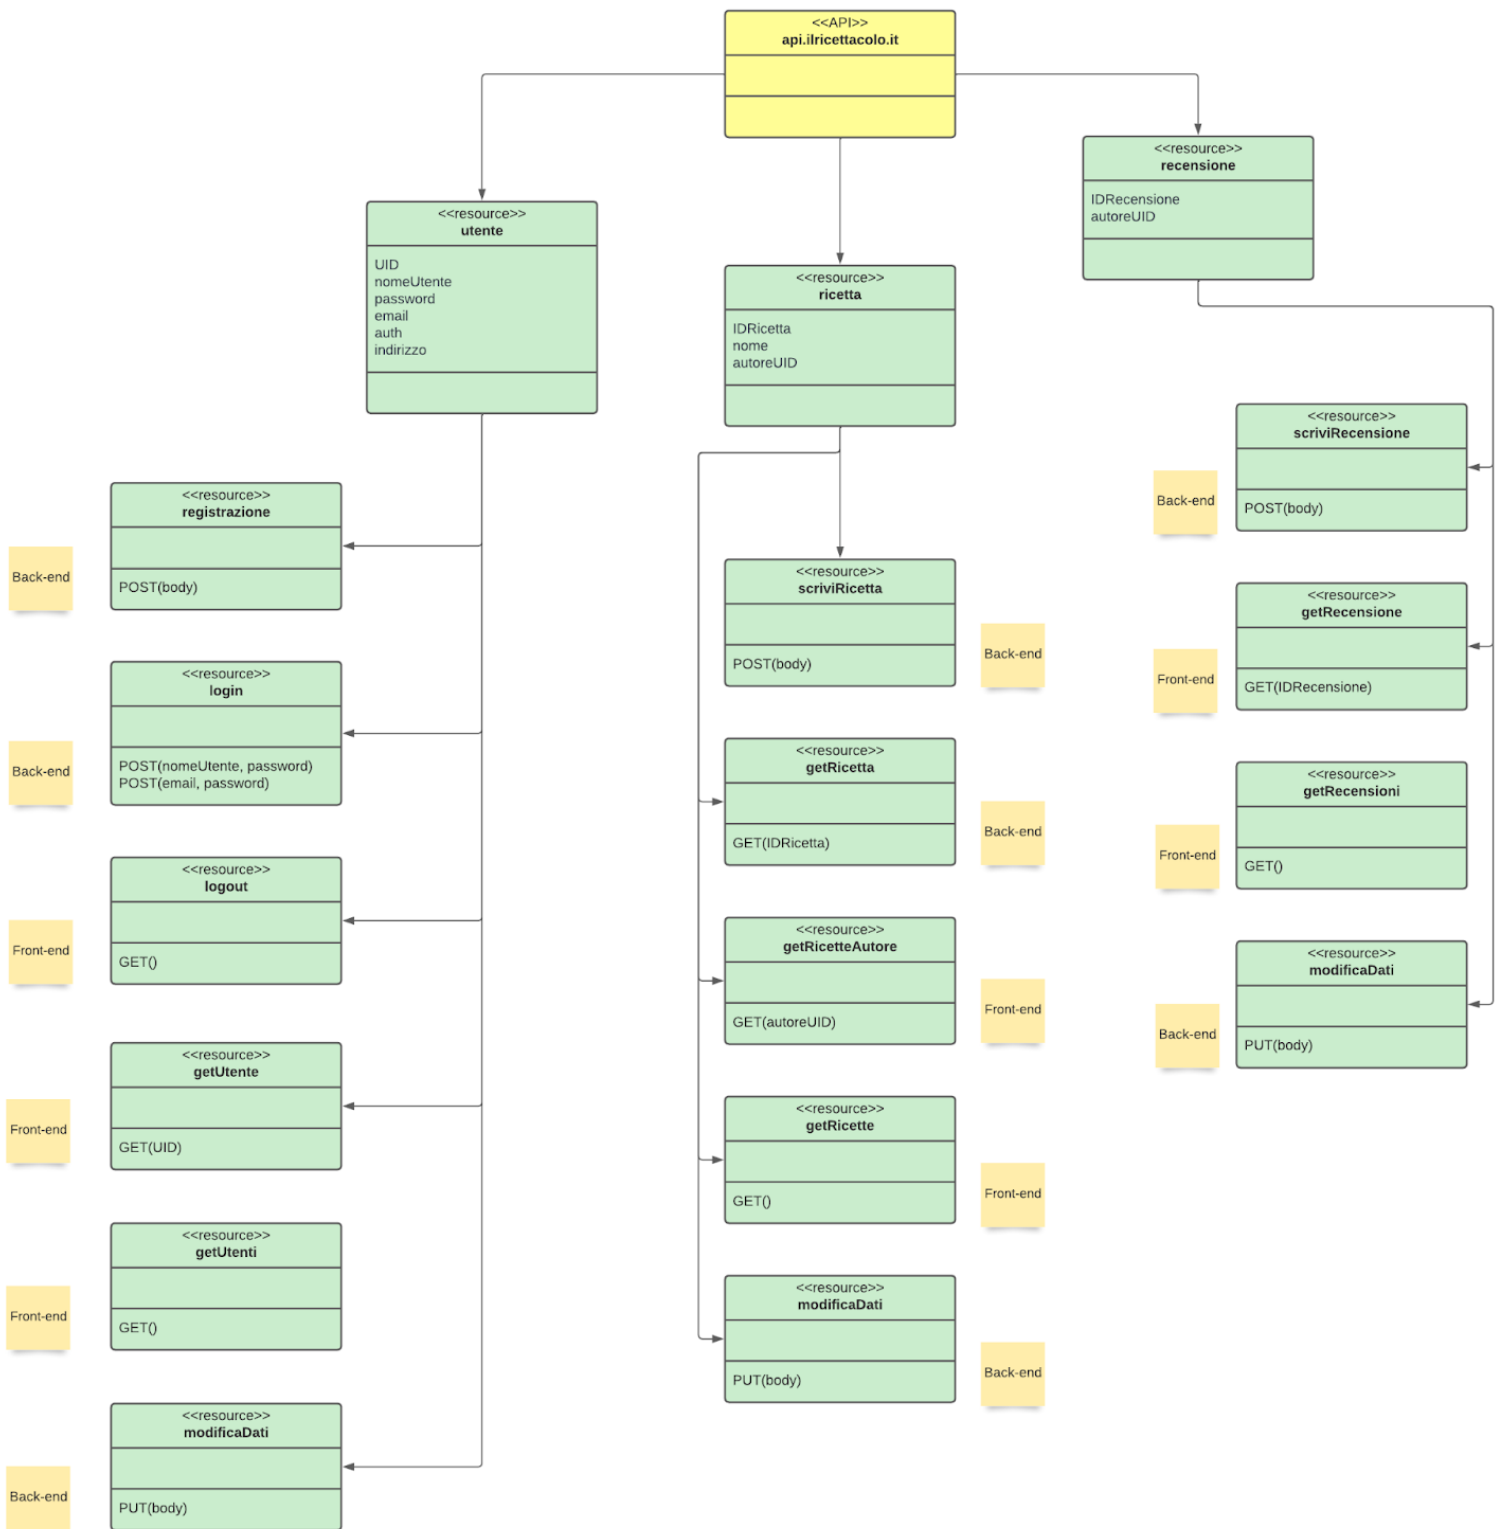 <<API>>
api.ilricettacolo.it
<<resource>>
utente
UID
nomeUtente
password
email
auth
indirizzo
<<resource>>
registrazione
POST(body)
Back-end
<<resource>>
login
POST(nomeUtente, password)
POST(email, password)
Back-end
<<resource>>
logout
GET()
Front-end
<<resource>>
getUtente
GET(UID)
Front-end
<<resource>>
getUtenti
GET()
Front-end
<<resource>>
modificaDati
PUT(body)
Back-end
<<resource>>
ricetta
IDRicetta
nome
autoreUID
<<resource>>
scriviRicetta
POST(body)
Back-end
<<resource>>
getRicetta
GET(IDRicetta)
Back-end
<<resource>>
getRicetteAutore
GET(autoreUID)
Front-end
<<resource>>
getRicette
GET()
Front-end
<<resource>>
modificaDati
PUT(body)
Back-end
<<resource>>
recensione
IDRecensione
autoreUID
<<resource>>
scriviRecensione
POST(body)
Back-end
<<resource>>
getRecensione
GET(IDRecensione)
Front-end
<<resource>>
getRecensioni
GET()
Front-end
<<resource>>
modificaDati
PUT(body)
Back-end